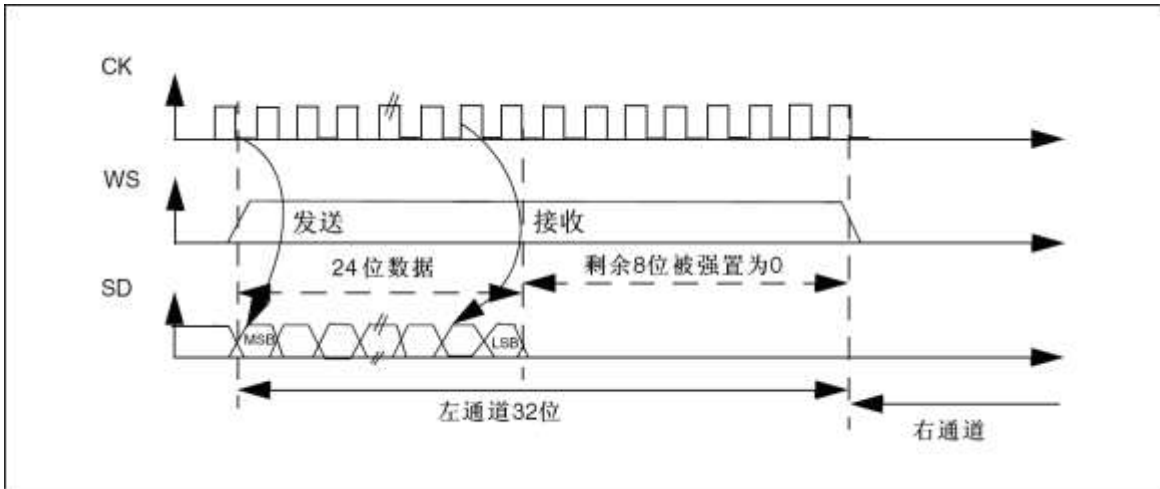 CK
WS
发送
接收
24位数据
剩余8位被强置为0
SD
MSB
LSB
左通道32位
右通道